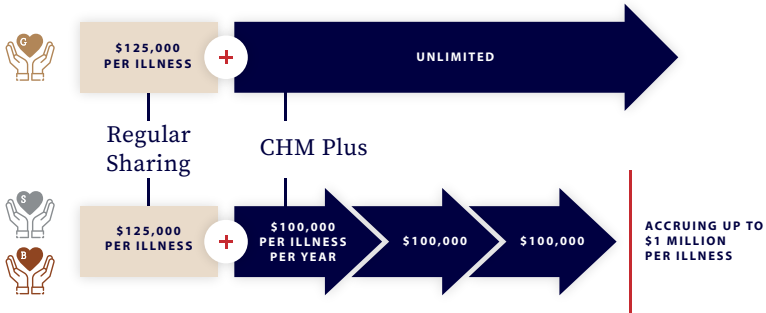 G
$125,000
PER ILLNESS
+
UNLIMITED
Regular
Sharing
CHM Plus
S
B
$125,000
PER ILLNESS
+
$100,000
PER ILLNESS
PER YEAR
$100,000
$100,000
ACCRUING UP TO
$1 MILLION
PER ILLNESS